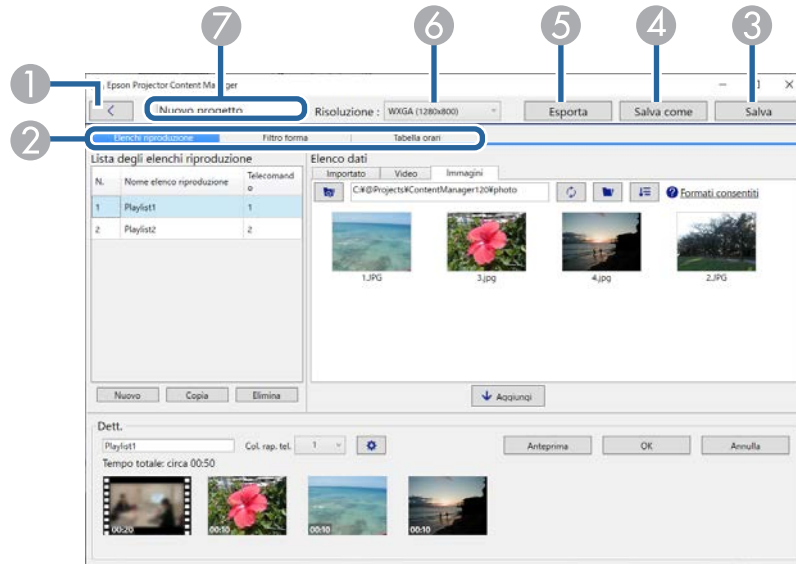 7 6 5 4 3
1
Epson Projector Content Manager
Nuovo progetto Risoluzione : WXGA (1280x800) Esporta Salva come Salva
2
Elenchi riproduzione Filtro forma Tabella orari
Lista degli elenchi riproduzione Elenco dati
Importato Video Immagini
N. Nome elenco riproduzione Telecomand
o
C:¥@Projects¥ContentManager120¥photo Formati consentiti
1 Playlist1 1
2 Playlist2 2
1.JPG 3.jpg 4.jpg 2.JPG
Nuovo Copia Elimina Aggiungi
Dett.
Playlist1 Col. rap. tel. 1 Anteprima OK Annulla
Tempo totale: circa 00:50
00:20 00:10 00:10 00:10